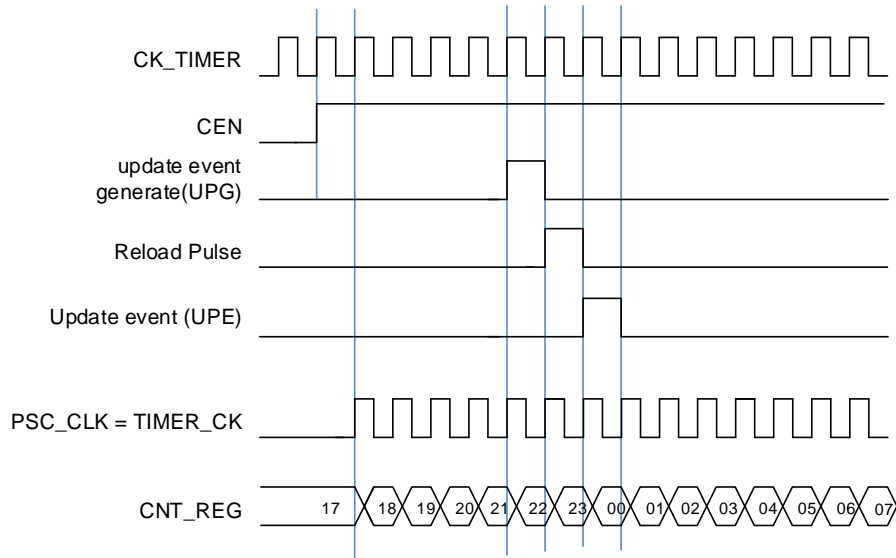 CK_TIMER
CEN
update event
generate(UPG)
Reload Pulse
Update event (UPE)
PSC_CLK = TIMER_CK
CNT_REG 17 18 19 20 21 22 23 00 01 02 03 04 05 06 07